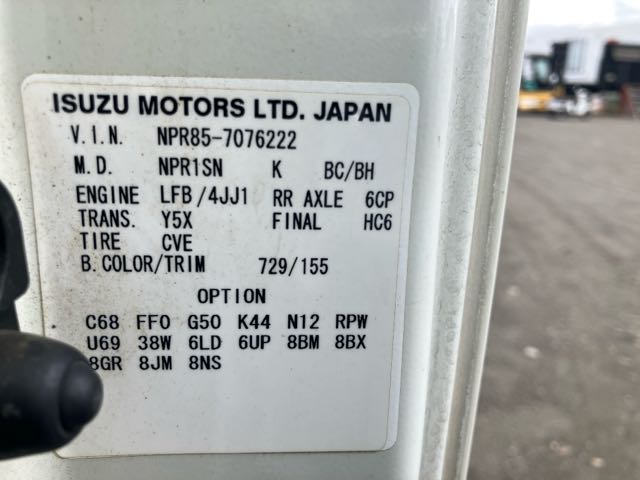 ISUZU MOTORS LTD. JAPAN
V.I.N. NPR85-7076222
M.D. NPR1SN K BC/BH
ENGINE LFB/4JJ1 RR AXLE 6CP
TRANS. Y5X FINAL HC6
TIRE CVE
B.COLOR/TRIM 729/155
OPTION
C68 FF0 G50 K44 N12 RPW
U69 38W 6LD 6UP 8BM 8BX
8GR 8JM 8NS